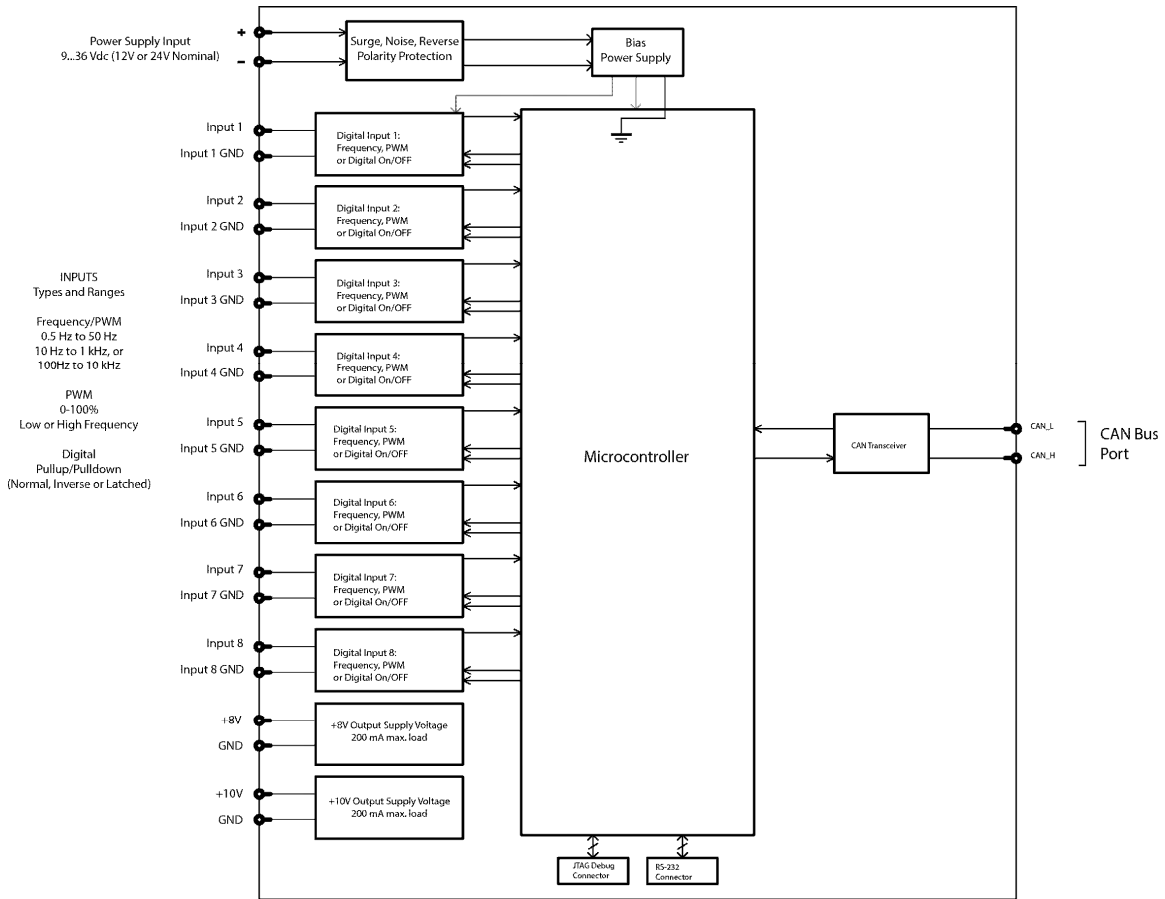 Power Supply Input
9...36 Vdc (12V or 24V Nominal)
+
–
Surge, Noise, Reverse
Polarity Protection
Bias
Power Supply
Input 1
Input 1 GND
Digital Input 1:
Frequency, PWM
or Digital On/OFF
Input 2
Input 2 GND
Digital Input 2:
Frequency, PWM
or Digital On/OFF
Input 3
Input 3 GND
Digital Input 3:
Frequency, PWM
or Digital On/OFF
Input 4
Input 4 GND
Digital Input 4:
Frequency, PWM
or Digital On/OFF
Input 5
Input 5 GND
Digital Input 5:
Frequency, PWM
or Digital On/OFF
Input 6
Input 6 GND
Digital Input 6:
Frequency, PWM
or Digital On/OFF
Input 7
Input 7 GND
Digital Input 7:
Frequency, PWM
or Digital On/OFF
Input 8
Input 8 GND
Digital Input 8:
Frequency, PWM
or Digital On/OFF
+8V
GND
+8V Output Supply Voltage
200 mA max. load
+10V
GND
+10V Output Supply Voltage
200 mA max. load
INPUTS
Types and Ranges
Frequency/PWM
0.5 Hz to 50 Hz
10 Hz to 1 kHz, or
100Hz to 10 kHz
PWM
0-100%
Low or High Frequency
Digital
Pullup/Pulldown
(Normal, Inverse or Latched)
Microcontroller
CAN Transceiver
CAN_L
CAN_H
CAN Bus
Port
JTAG Debug
Connector
RS-232
Connector